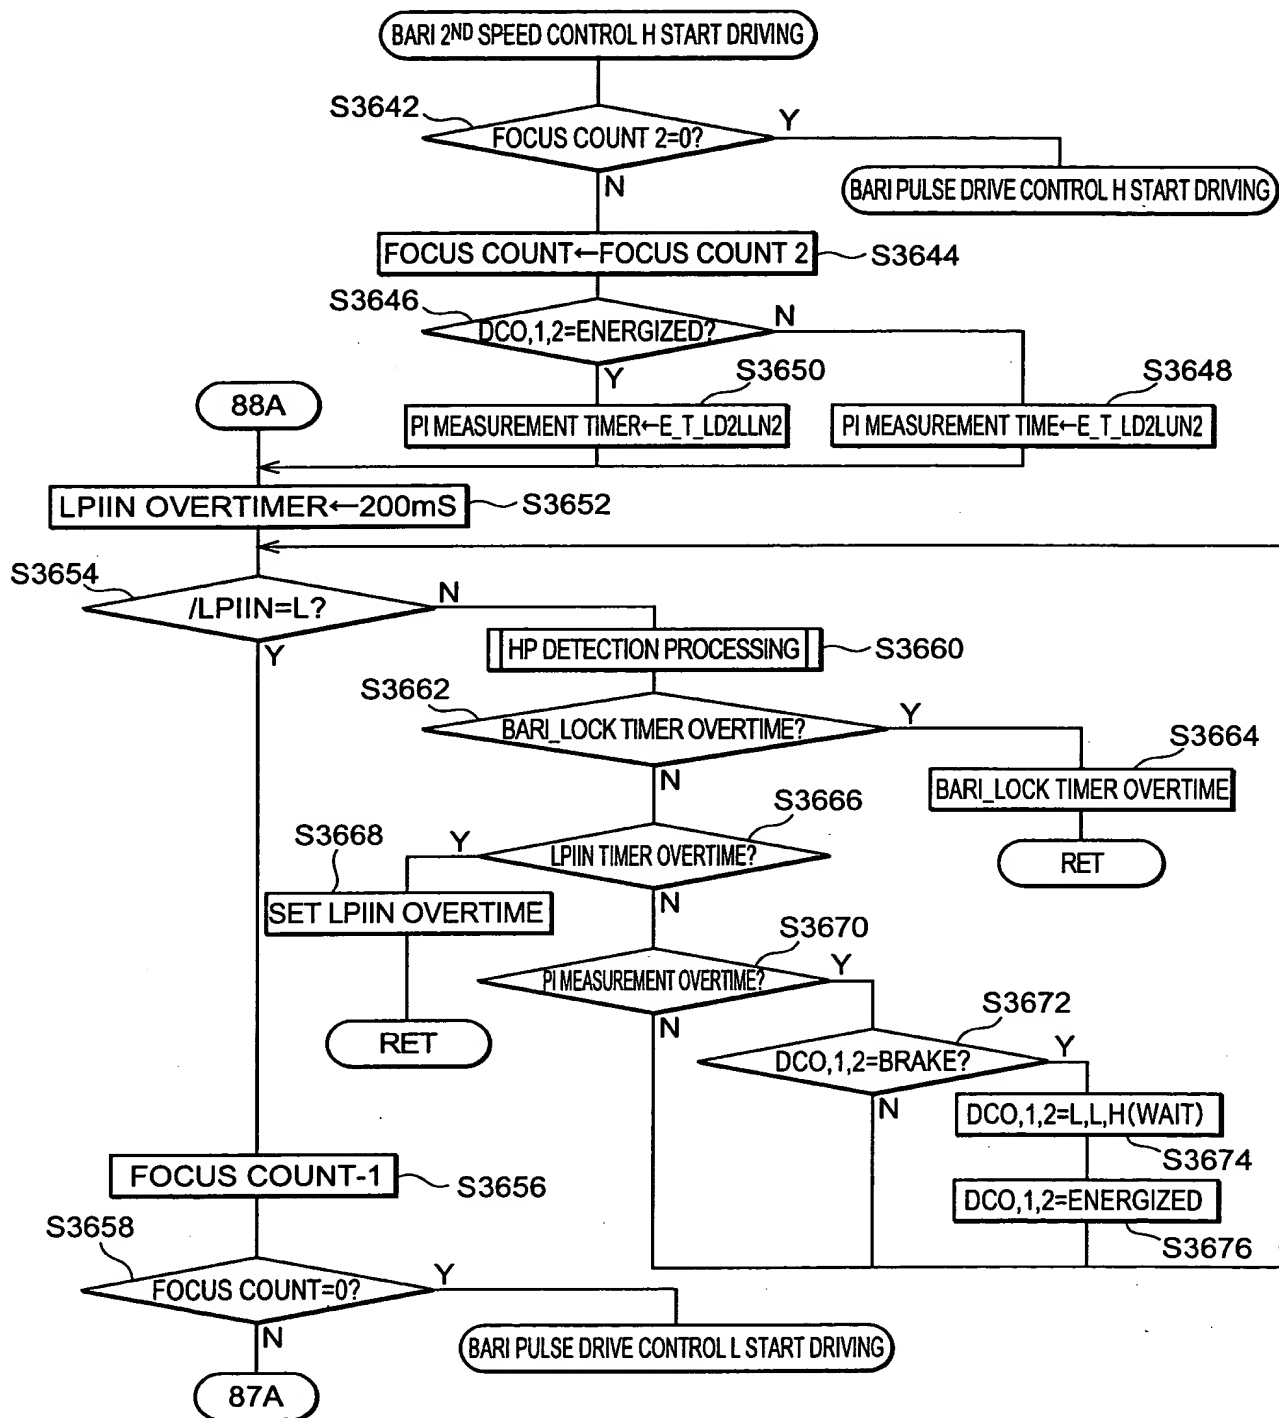 BARI 2ND SPEED CONTROL H START DRIVING
S3642
FOCUS COUNT 2=0?
Y
N
BARI PULSE DRIVE CONTROL H START DRIVING
FOCUS COUNT←FOCUS COUNT 2
S3644
S3646
DCO,1,2=ENERGIZED?
N
Y
S3650
S3648
88A
PI MEASUREMENT TIMER←E_T_LD2LLN2
PI MEASUREMENT TIME←E_T_LD2LUN2
LPIIN OVERTIMER←200mS
S3652
S3654
/LPIIN=L?
N
Y
HP DETECTION PROCESSING
S3660
S3662
BARI_LOCK TIMER OVERTIME?
Y
N
S3664
BARI_LOCK TIMER OVERTIME
RET
S3666
S3668
Y
LPIIN TIMER OVERTIME?
N
SET LPIIN OVERTIME
RET
S3670
PI MEASUREMENT OVERTIME?
Y
N
S3672
DCO,1,2=BRAKE?
Y
N
DCO,1,2=L,L,H(WAIT)
S3674
DCO,1,2=ENERGIZED
S3676
FOCUS COUNT-1
S3656
S3658
FOCUS COUNT=0?
Y
N
BARI PULSE DRIVE CONTROL L START DRIVING
87A